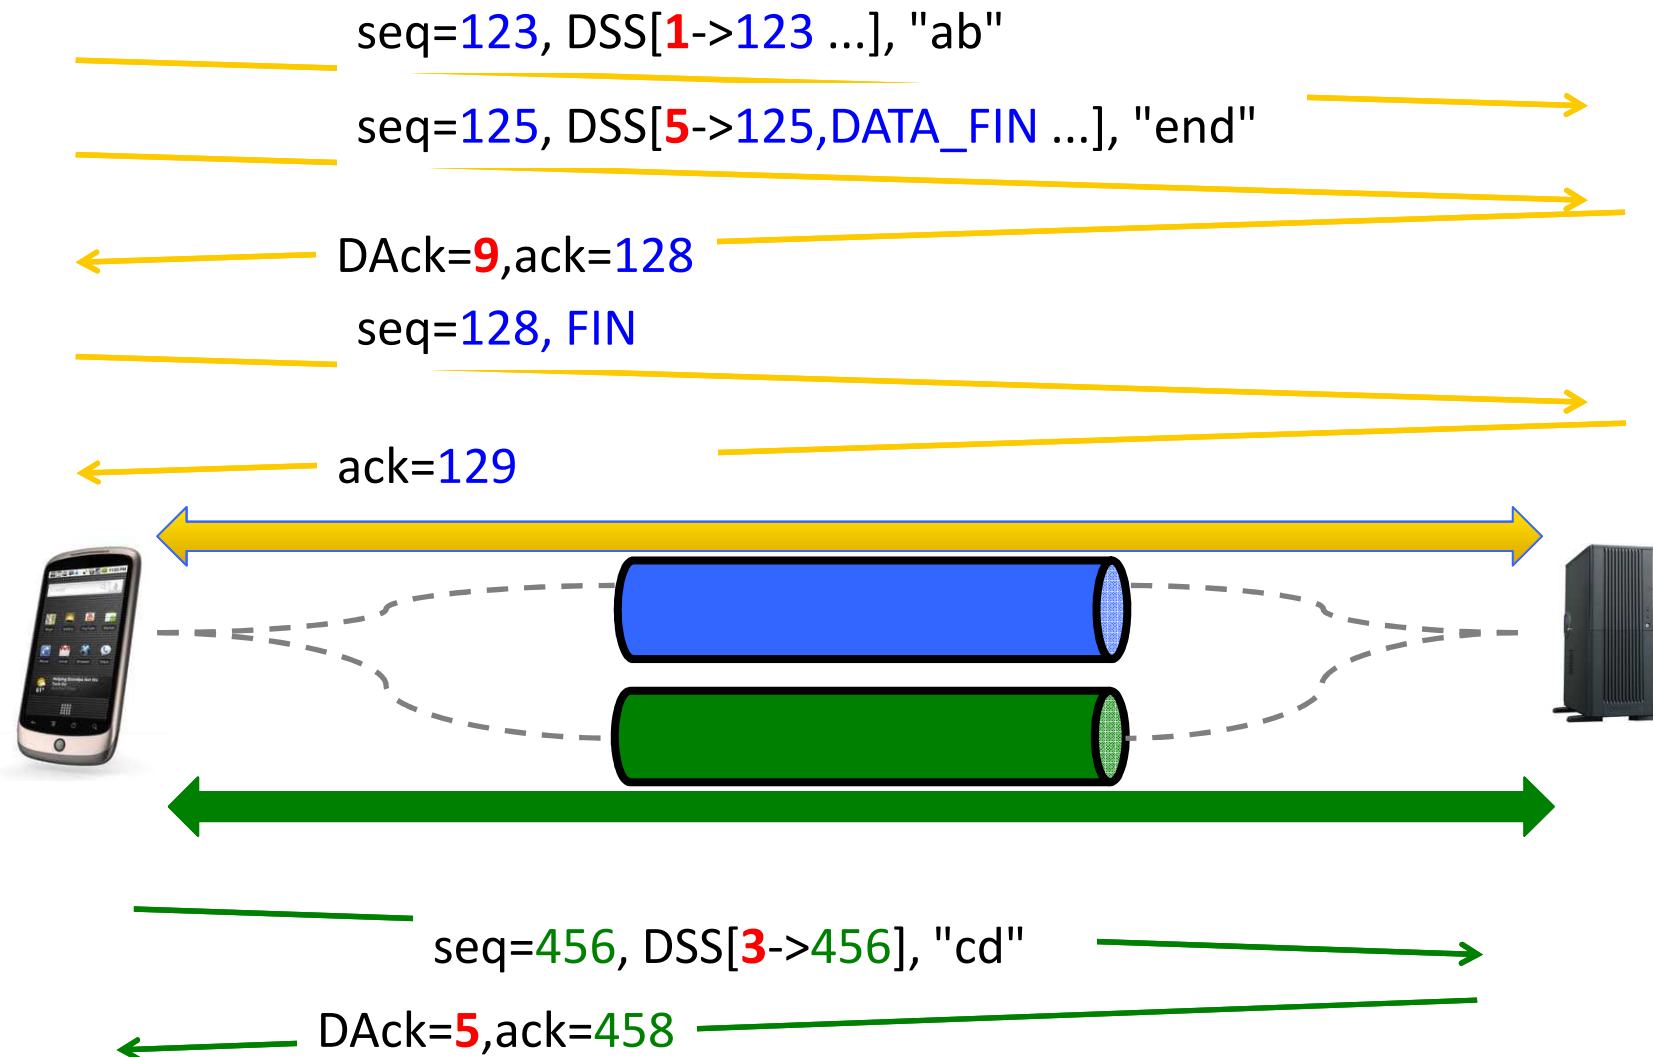 seq=123, DSS[1->123 ...], "ab"
seq=125, DSS[5->125,DATA_FIN ...], "end"
DAck=9,ack=128
seq=128, FIN
ack=129
seq=456, DSS[3->456], "cd"
DAck=5,ack=458